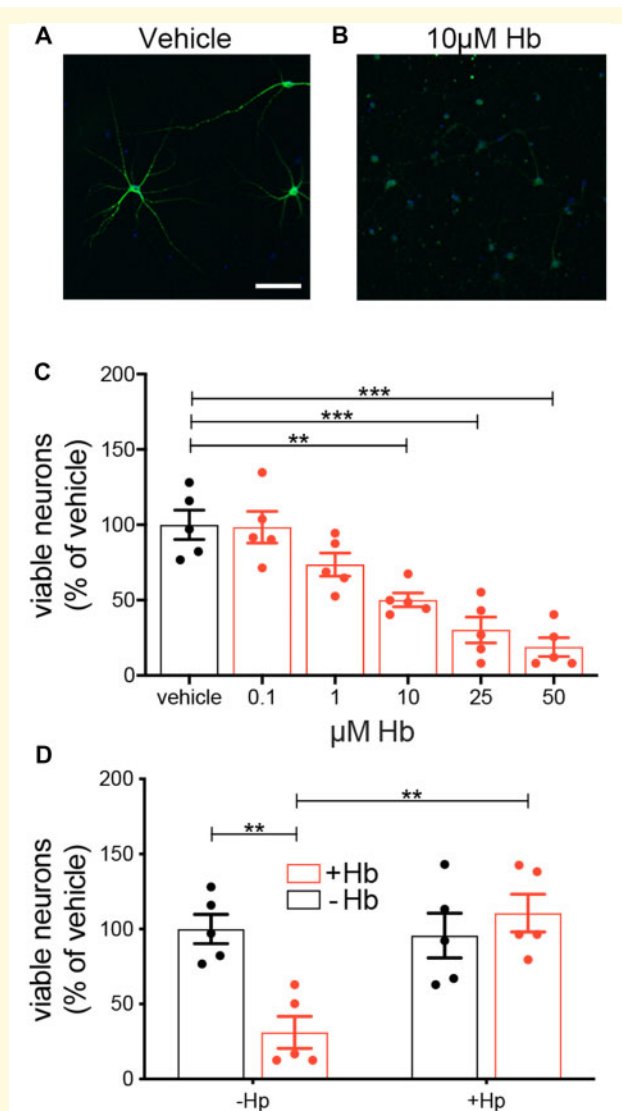 A Vehicle
B 10µM Hb
C
viable neurons
(% of vehicle)
200
150
100
50
0
***
***
**
vehicle 0.1 1 10 25 50
µM Hb
D
viable neurons
(% of vehicle)
200
150
100
50
0
**
**
+Hb
-Hb
-Hp +Hp